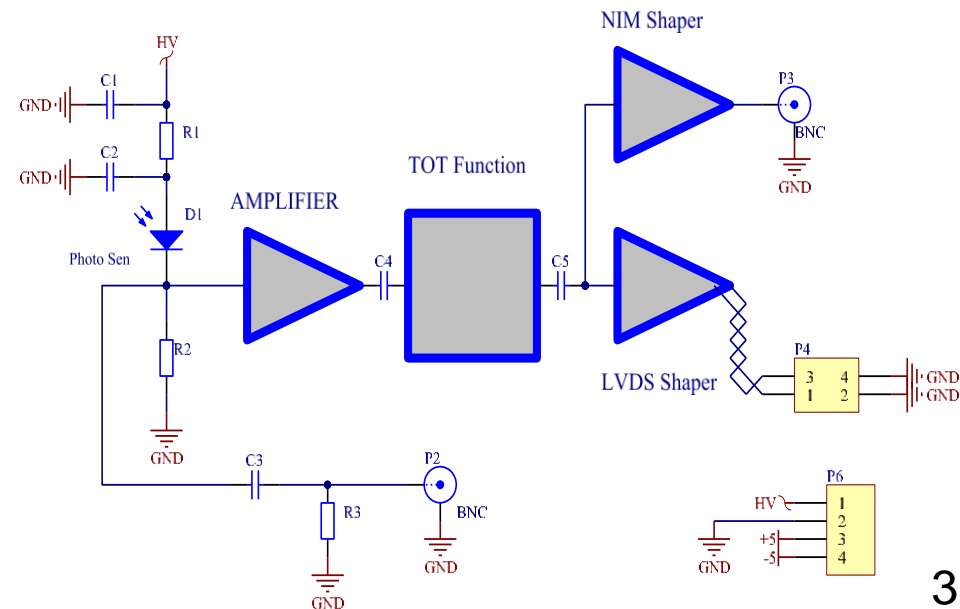 NIM Shaper
HV
C1
GND
R1
P3
BNC
GND
C2
GND
TOT Function
D1
AMPLIFIER
Photo Sen
C4
C5
R2
GND
LVDS Shaper
P4
3 4 GND
1 2 GND
C3
P2
R3
BNC
GND
GND
P6
HV 1
2
+5 3
-5 4
GND
3